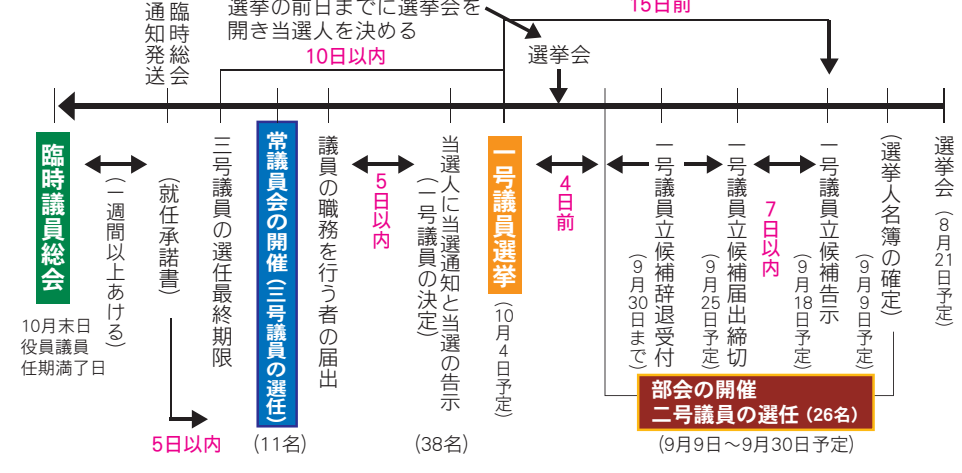 選挙の前日までに選挙会を
開き当選人を決める
15日前
臨時総会
通知発送
10日以内
選挙会
選挙会（8月21日予定）
（選挙人名簿の確定）
（9月9日予定）
一号議員立候補告示
（9月18日予定）
7日以内
一号議員立候補届出締切
（9月25日予定）
一号議員立候補辞退受付
（9月30日まで）
4日前
一号議員選挙
（10月4日予定）
当選人に当選通知と当選の告示
（一号議員の決定）
（38名）
5日以内
議員の職務を行う者の届出
常議員会の開催（三号議員の選任）
（11名）
三号議員の選任最終期限
（就任承諾書）
5日以内
（一週間以上あける）
臨時議員総会
10月末日
役員議員
任期満了日
部会の開催
二号議員の選任（26名）
（9月9日～9月30日予定）